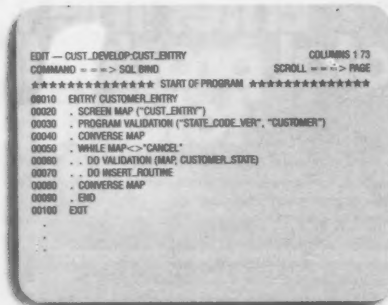 EDIT — CUST_DEVELOP:CUST_ENTRY COLUMNS 1 73
COMMAND = = = > SQL BIND SCROLL = = = > PAGE
★★★★★★★★★★★★★★ START OF PROGRAM ★★★★★★★★★★★★★★
00010 ENTRY CUSTOMER_ENTRY
00020 . SCREEN MAP ("CUST_ENTRY")
00030 . PROGRAM VALIDATION ("STATE_CODE_VER", "CUSTOMER")
00040 . CONVERSE MAP
00050 . WHILE MAP<>"CANCEL"
00060 . . DO VALIDATION (MAP, CUSTOMER_STATE)
00070 . . DO INSERT_ROUTINE
00080 . CONVERSE MAP
00090 . END
00100 EXIT
.
.
.